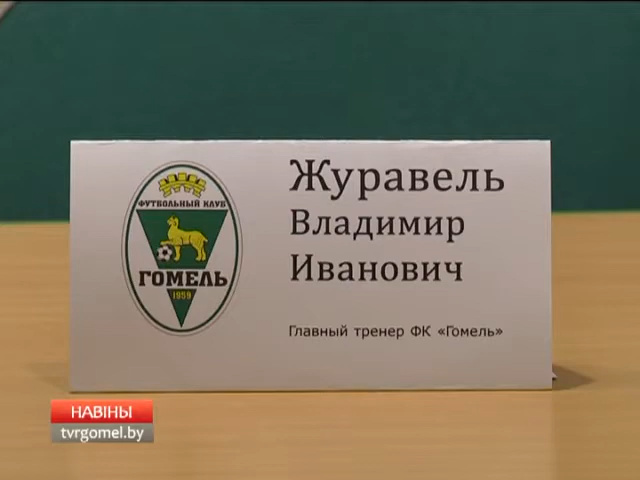 ФУТБОЛЬНЫЙ КЛУБ
ГОМЕЛЬ
1959
Журавель
Владимир
Иванович
Главный тренер ФК «Гомель»
НАВІНЫ
tvrgomel.by